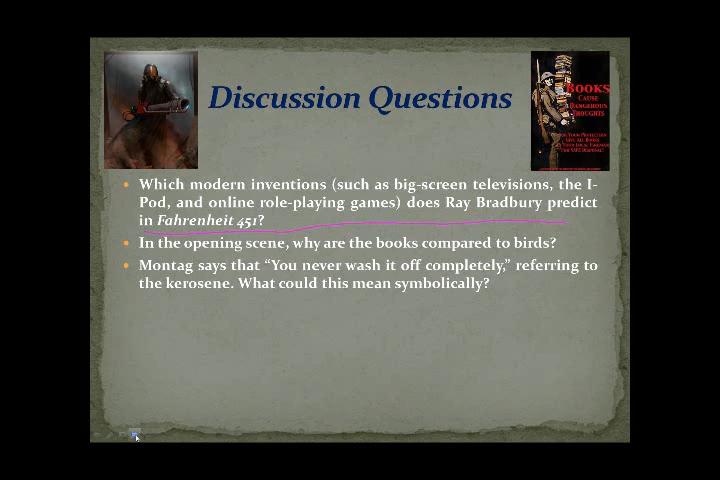 Discussion Questions
BOOKS
CAUSE
DANGEROUS
THOUGHTS
• Which modern inventions (such as big-screen televisions, the I-
Pod, and online role-playing games) does Ray Bradbury predict
in Fahrenheit 451?
• In the opening scene, why are the books compared to birds?
• Montag says that “You never wash it off completely,” referring to
the kerosene. What could this mean symbolically?